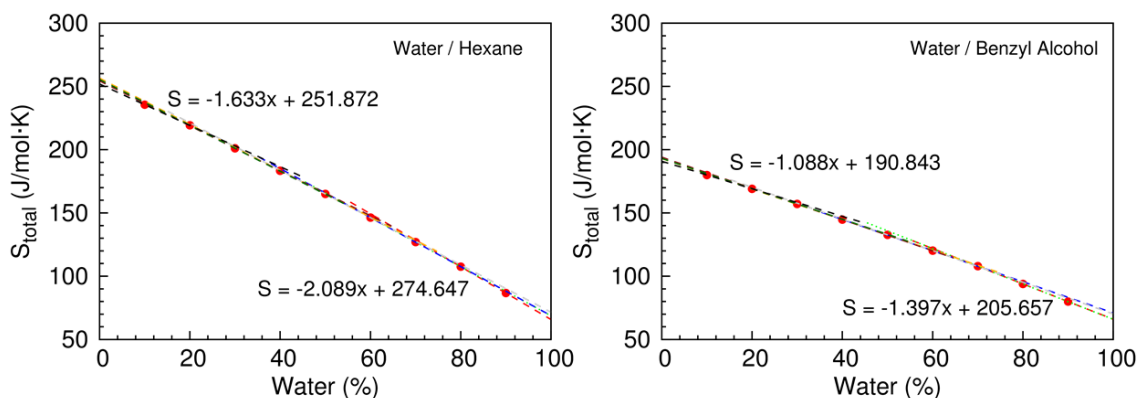 300
250
200
150
100
50
0
20
40
60
80
100
S_total (J/mol·K)
Water (%)
Water / Hexane
S = -1.633x + 251.872
S = -2.089x + 274.647
300
250
200
150
100
50
0
20
40
60
80
100
S_total (J/mol·K)
Water (%)
Water / Benzyl Alcohol
S = -1.088x + 190.843
S = -1.397x + 205.657